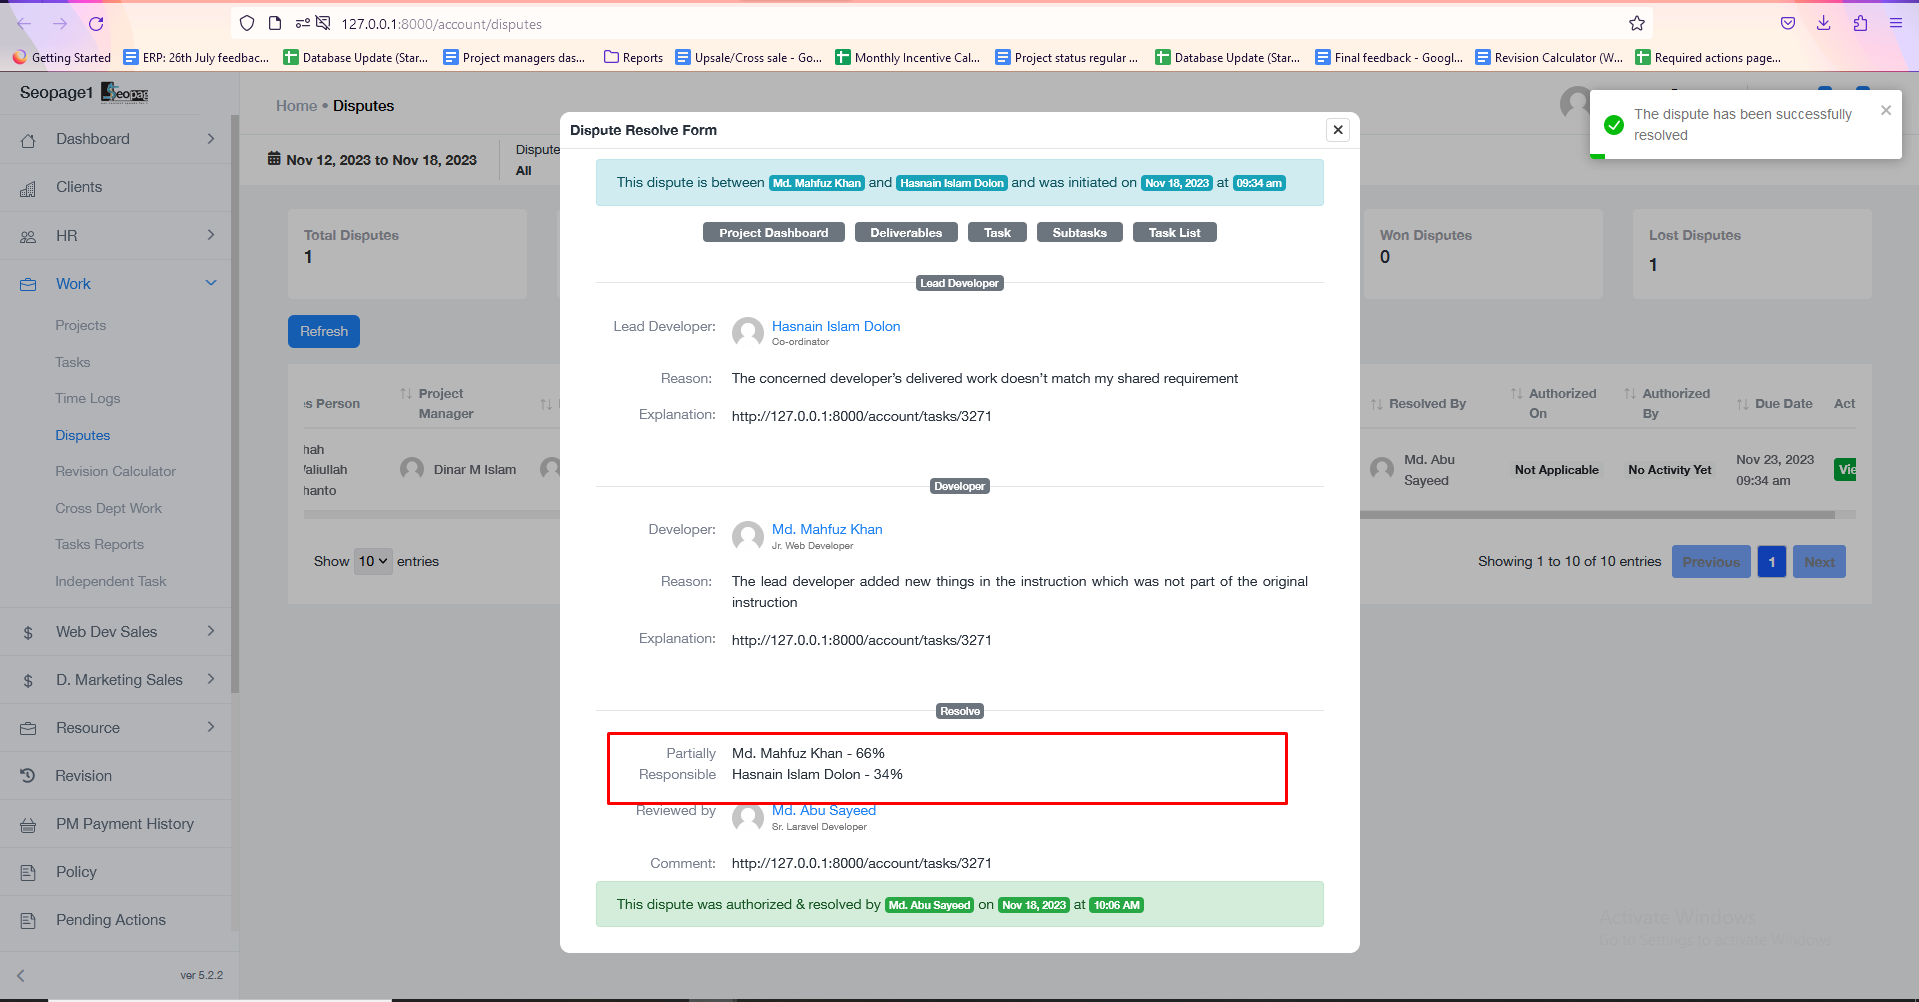 127.0.0.1:8000/account/disputes
Getting Started
ERP: 26th July feedbac...
Database Update (Star...
Project managers das...
Reports
Upsale/Cross sale - Go...
Monthly Incentive Cal...
Project status regular ...
Database Update (Star...
Final feedback - Googl...
Revision Calculator (W...
Required actions page...
Seopage1
Home • Disputes
Dashboard
Clients
HR
Work
Projects
Tasks
Time Logs
Disputes
Revision Calculator
Cross Dept Work
Tasks Reports
Independent Task
Web Dev Sales
D. Marketing Sales
Resource
Revision
PM Payment History
Policy
Pending Actions
ver 5.2.2
Nov 12, 2023 to Nov 18, 2023
Dispute
All
Total Disputes
1
Won Disputes
0
Lost Disputes
1
Refresh
s Person
Project
Manager
Resolved By
Authorized
On
Authorized
By
Due Date
Act
hah
aliullah
hanto
Dinar M Islam
Md. Abu
Sayeed
Not Applicable
No Activity Yet
Nov 23, 2023
09:34 am
Vie
Show 10 entries
Showing 1 to 10 of 10 entries
Previous
1
Next
The dispute has been successfully
resolved
Dispute Resolve Form
This dispute is between Md. Mahfuz Khan and Hasnain Islam Dolon and was initiated on Nov 18, 2023 at 09:34 am
Project Dashboard
Deliverables
Task
Subtasks
Task List
Lead Developer
Lead Developer: Hasnain Islam Dolon
Co-ordinator
Reason: The concerned developer’s delivered work doesn’t match my shared requirement
Explanation: http://127.0.0.1:8000/account/tasks/3271
Developer
Developer: Md. Mahfuz Khan
Jr. Web Developer
Reason: The lead developer added new things in the instruction which was not part of the original
instruction
Explanation: http://127.0.0.1:8000/account/tasks/3271
Resolve
Partially Md. Mahfuz Khan - 66%
Responsible Hasnain Islam Dolon - 34%
Reviewed by Md. Abu Sayeed
Sr. Laravel Developer
Comment: http://127.0.0.1:8000/account/tasks/3271
This dispute was authorized & resolved by Md. Abu Sayeed on Nov 18, 2023 at 10:06 AM
Activate Windows
Go to Settings to activate Windows.